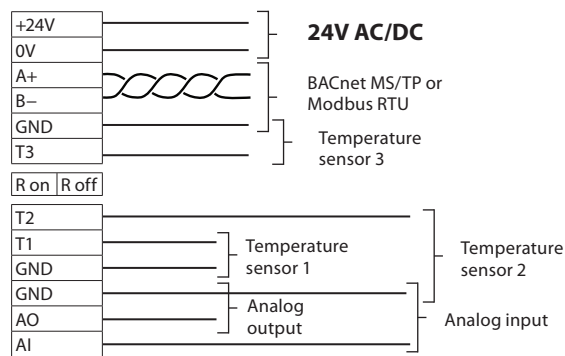 +24V
0V
A+
B−
GND
T3
24V AC/DC
BACnet MS/TP or
Modbus RTU
Temperature
sensor 3
R on R off
T2
T1
GND
GND
AO
AI
Temperature
sensor 1
Analog
output
Temperature
sensor 2
Analog input